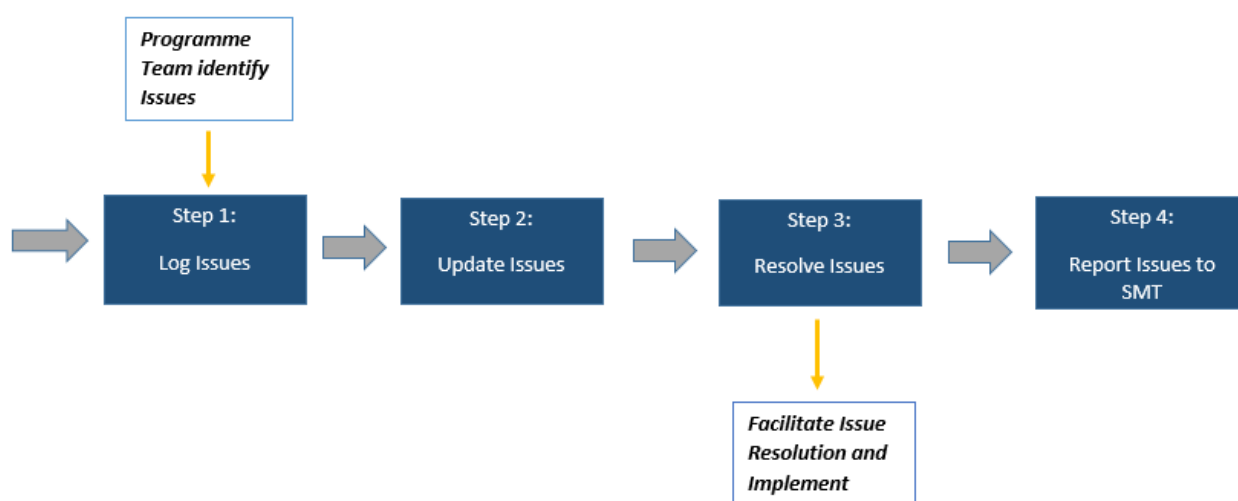 Programme
Team identify
Issues
Step 1:
Log Issues
Step 2:
Update Issues
Step 3:
Resolve Issues
Step 4:
Report Issues to
SMT
Facilitate Issue
Resolution and
Implement